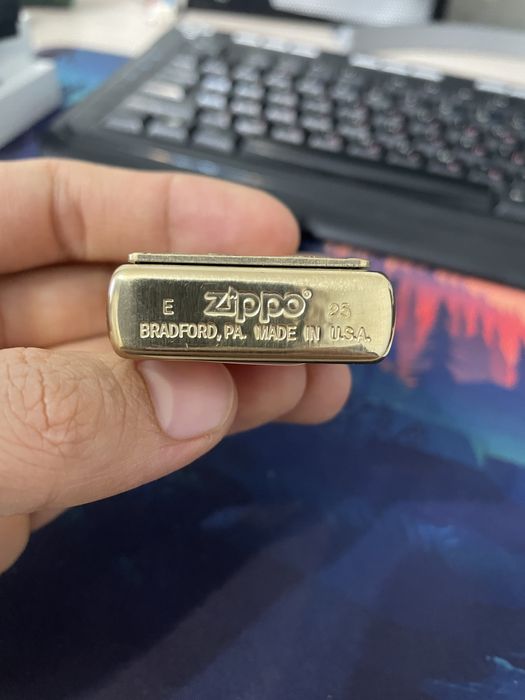 E zippo® 23
BRADFORD, PA. MADE IN U.S.A.